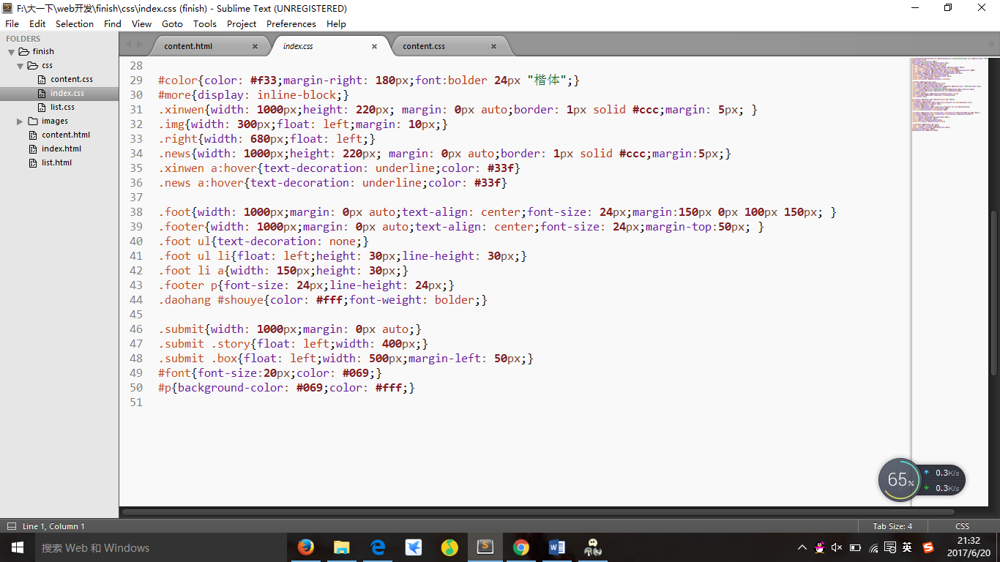 F:\大一下\web开发\finish\css\index.css (finish) - Sublime Text (UNREGISTERED)
File Edit Selection Find View Goto Tools Project Preferences Help
FOLDERS
finish
css
content.css
index.css
list.css
images
content.html
index.html
list.html
content.html × index.css × content.css ×
28
29 #color{color: #f33;margin-right: 180px;font:bolder 24px "楷体";}
30 #more{display: inline-block;}
31 .xinwen{width: 1000px;height: 220px; margin: 0px auto;border: 1px solid #ccc;margin: 5px; }
32 .img{width: 300px;float: left;margin: 10px;}
33 .right{width: 680px;float: left;}
34 .news{width: 1000px;height: 220px; margin: 0px auto;border: 1px solid #ccc;margin:5px;}
35 .xinwen a:hover{text-decoration: underline;color: #33f}
36 .news a:hover{text-decoration: underline;color: #33f}
37
38 .foot{width: 1000px;margin: 0px auto;text-align: center;font-size: 24px;margin:150px 0px 100px 150px; }
39 .footer{width: 1000px;margin: 0px auto;text-align: center;font-size: 24px;margin-top:50px; }
40 .foot ul{text-decoration: none;}
41 .foot ul li{float: left;height: 30px;line-height: 30px;}
42 .foot li a{width: 150px;height: 30px;}
43 .footer p{font-size: 24px;line-height: 24px;}
44 .daohang #shouye{color: #fff;font-weight: bolder;}
45
46 .submit{width: 1000px;margin: 0px auto;}
47 .submit .story{float: left;width: 400px;}
48 .submit .box{float: left;width: 500px;margin-left: 50px;}
49 #font{font-size:20px;color: #069;}
50 #p{background-color: #069;color: #fff;}
51
65% 0.3K/s
0.3K/s
Line 1, Column 1 Tab Size: 4 CSS
搜索 Web 和 Windows
英
21:32
2017/6/20